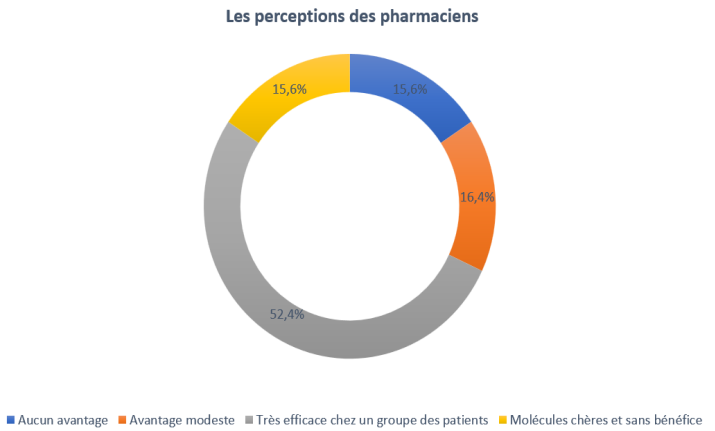 Les perceptions des pharmaciens
15,6% 15,6%
16,4%
52,4%
Aucun avantage Avantage modeste Très efficace chez un groupe des patients Molécules chères et sans bénéfice